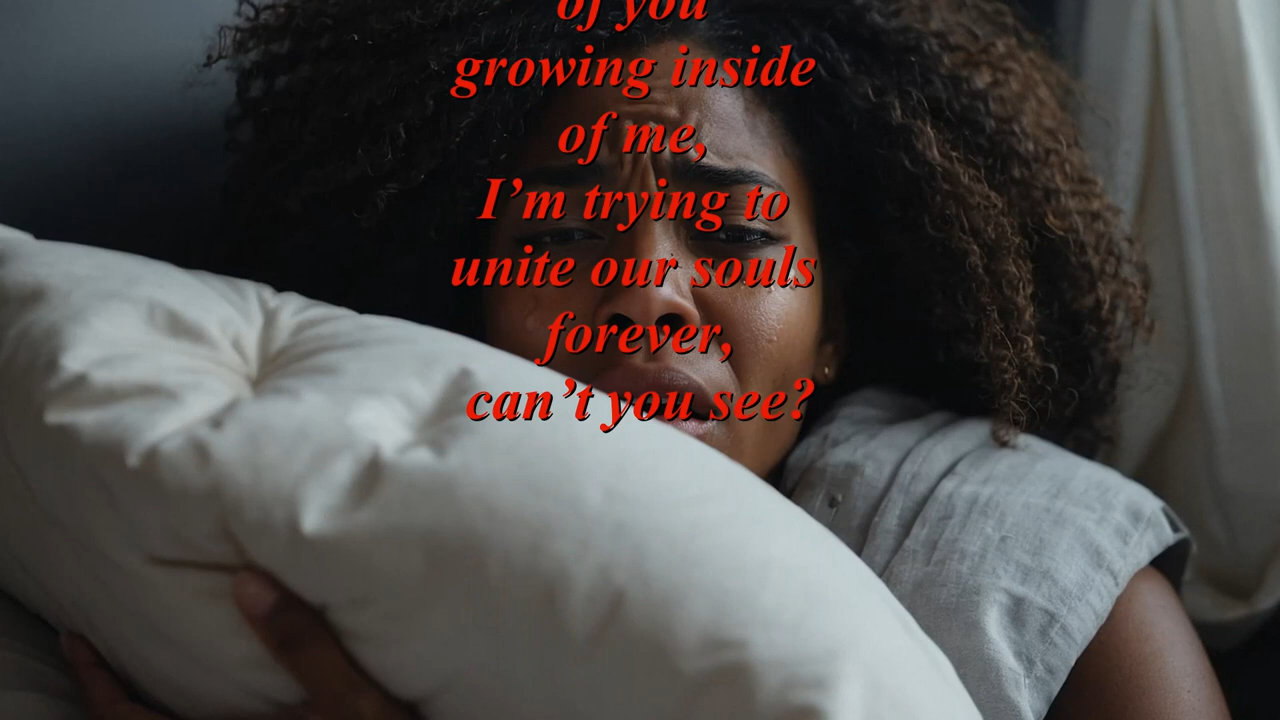 of you
growing inside
of me,
I’m trying to
unite our souls
forever,
can’t you see?